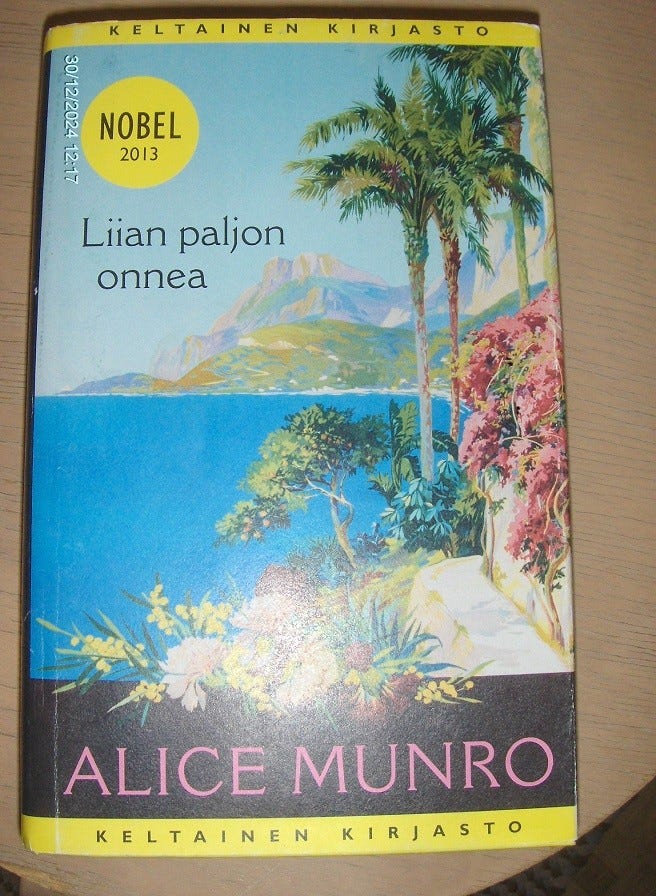 KELTAINEN KIRJASTO
30/12/2024 12:17
NOBEL
2013
Liian paljon
onnea
ALICE MUNRO
KELTAINEN KIRJASTO